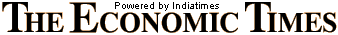 Powered by Indiatimes
THE ECONOMIC TIMES